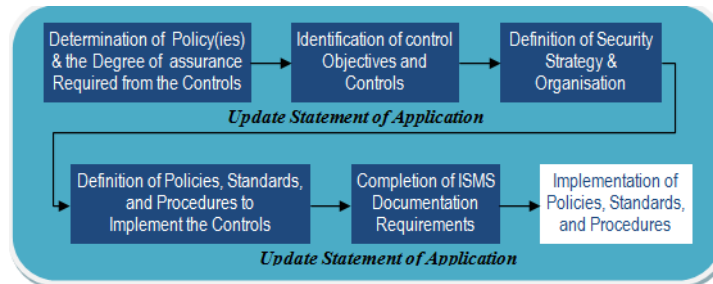 Determination of Policy(ies)
& the Degree of assurance
Required from the Controls
Identification of control
Objectives and
Controls
Definition of Security
Strategy &
Organisation
Update Statement of Application
Definition of Policies, Standards,
and Procedures to
Implement the Controls
Completion of ISMS
Documentation
Requirements
Implementation of
Policies, Standards,
and Procedures
Update Statement of Application